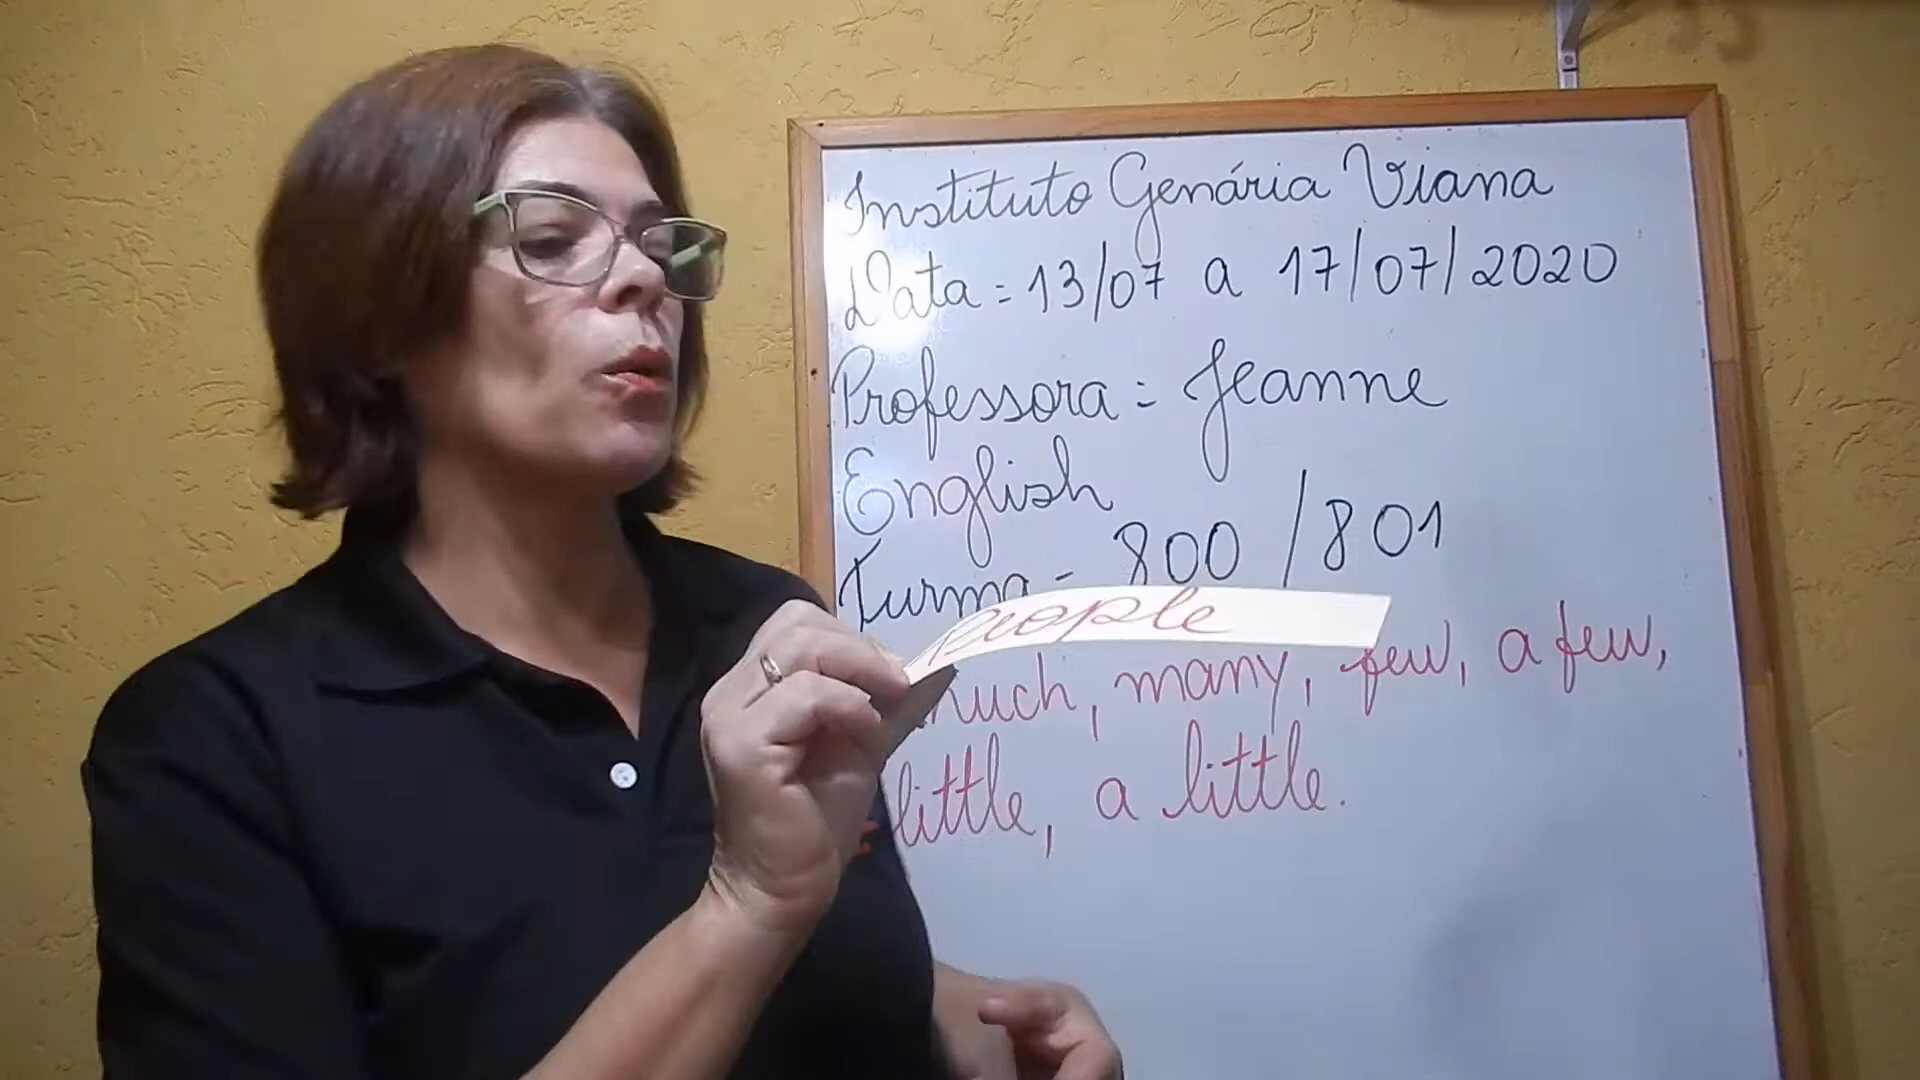 Instituto Genária Viana
Data = 13/07 a 17/07/2020
Professora = Jeanne
English
Turma - 800 / 801
people
much, many, few, a few,
little, a little.